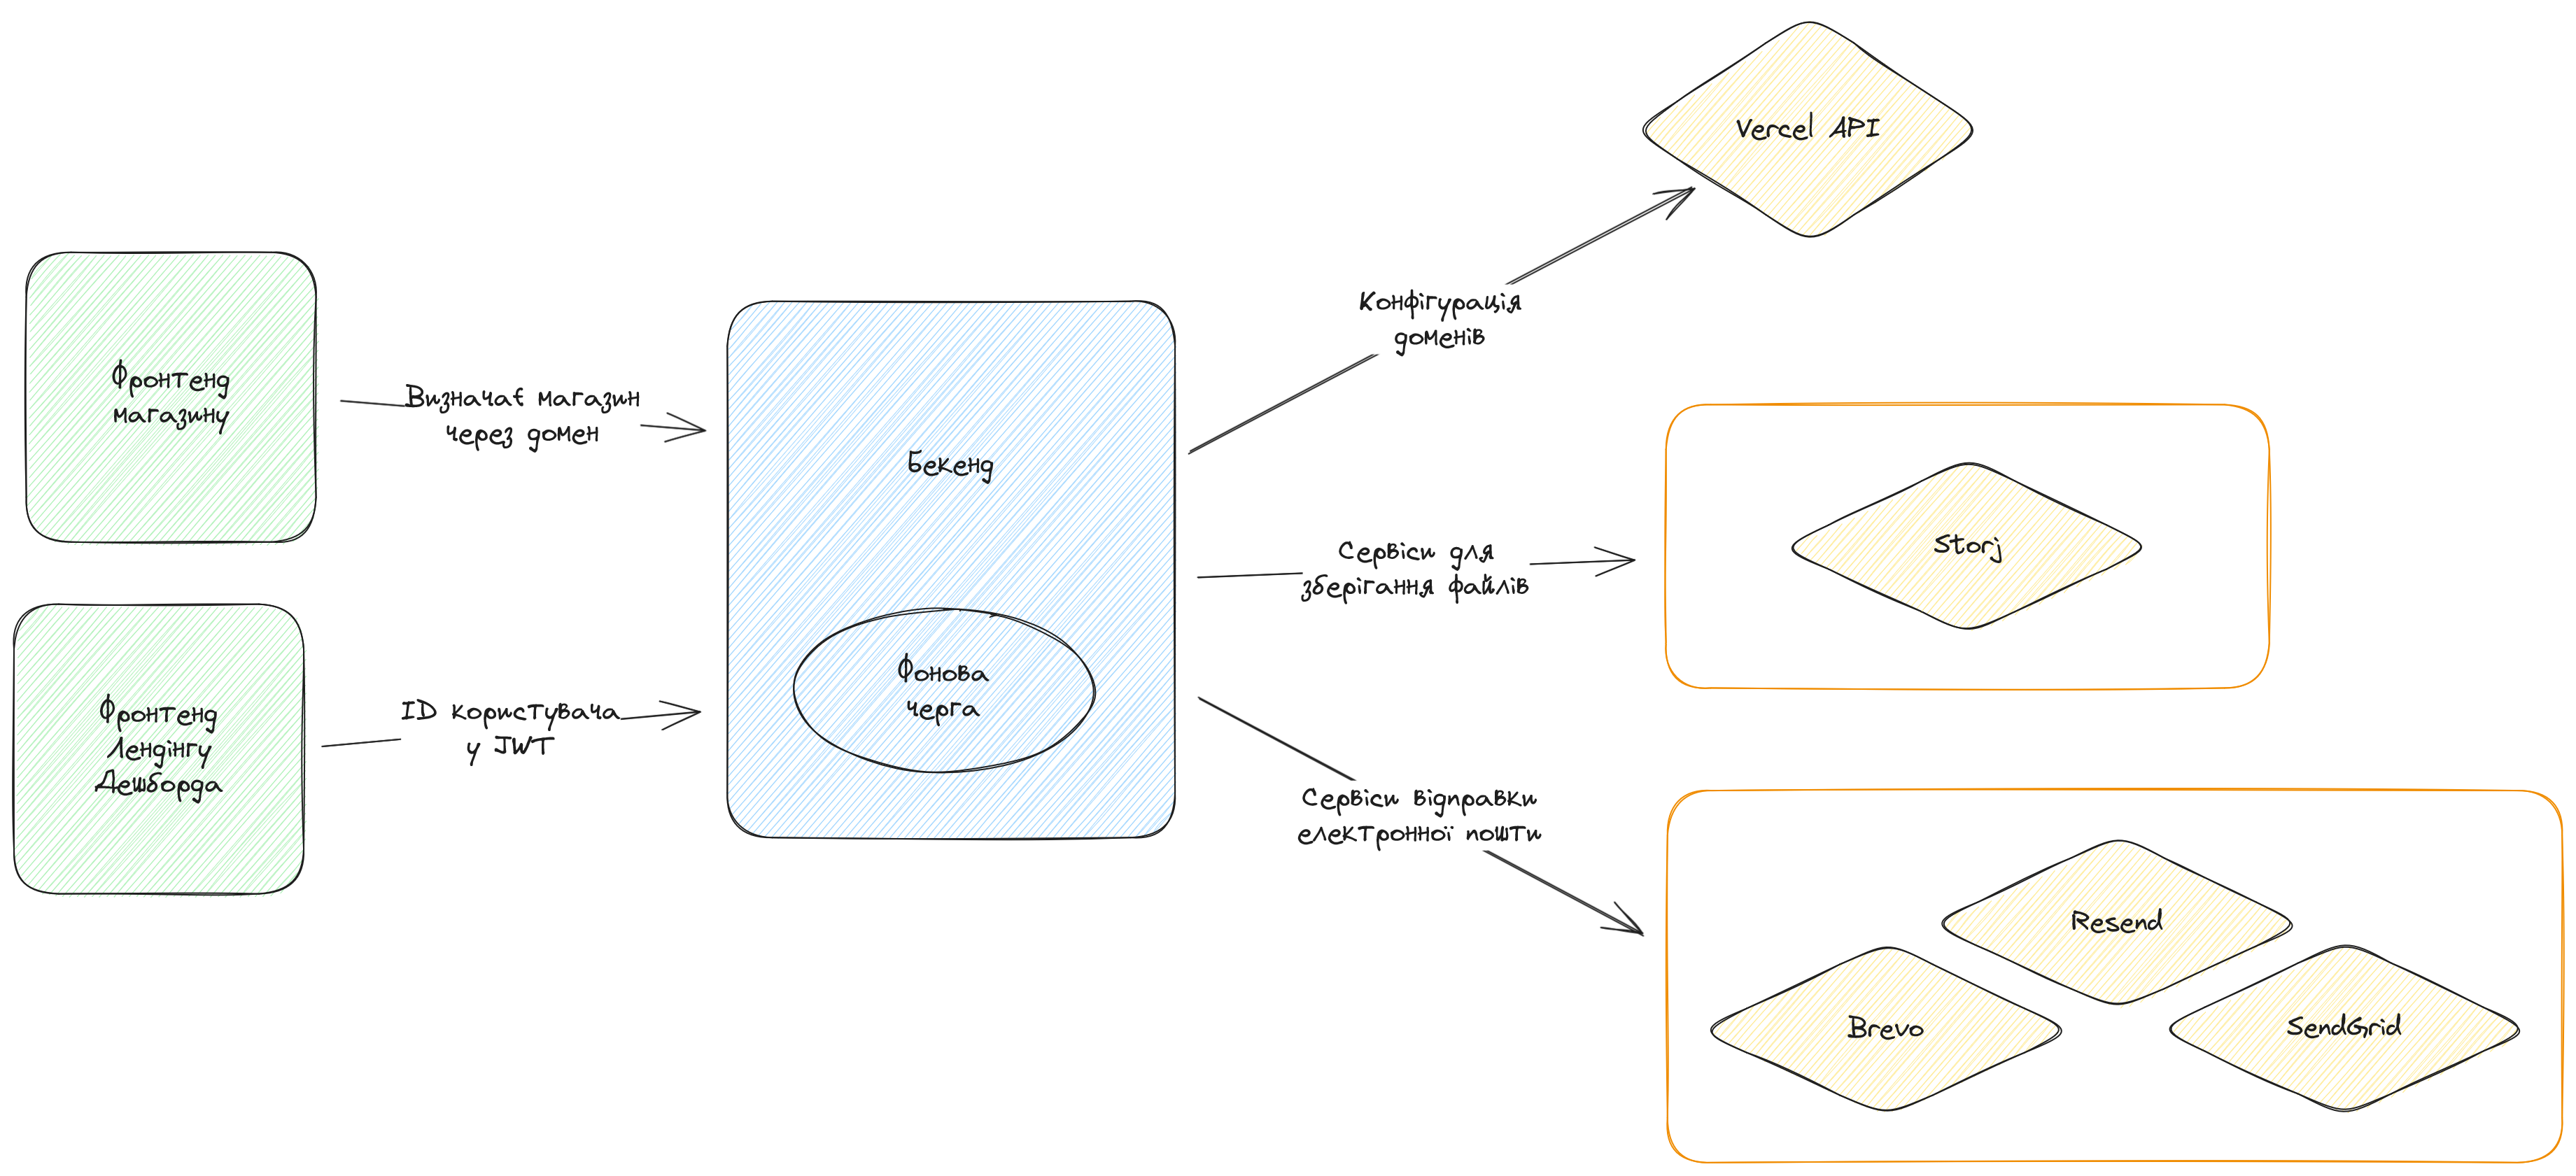 Vercel API
Фронтенд
магазину
Визначає магазин
через домен
Бекенд
Фонова
черга
Фронтенд
Лендінгу
Дешборда
ID користувача
у JWT
Конфігурація
доменів
Сервіси для
зберігання файлів
Storj
Сервіси відправки
електронної пошти
Resend
Brevo
SendGrid